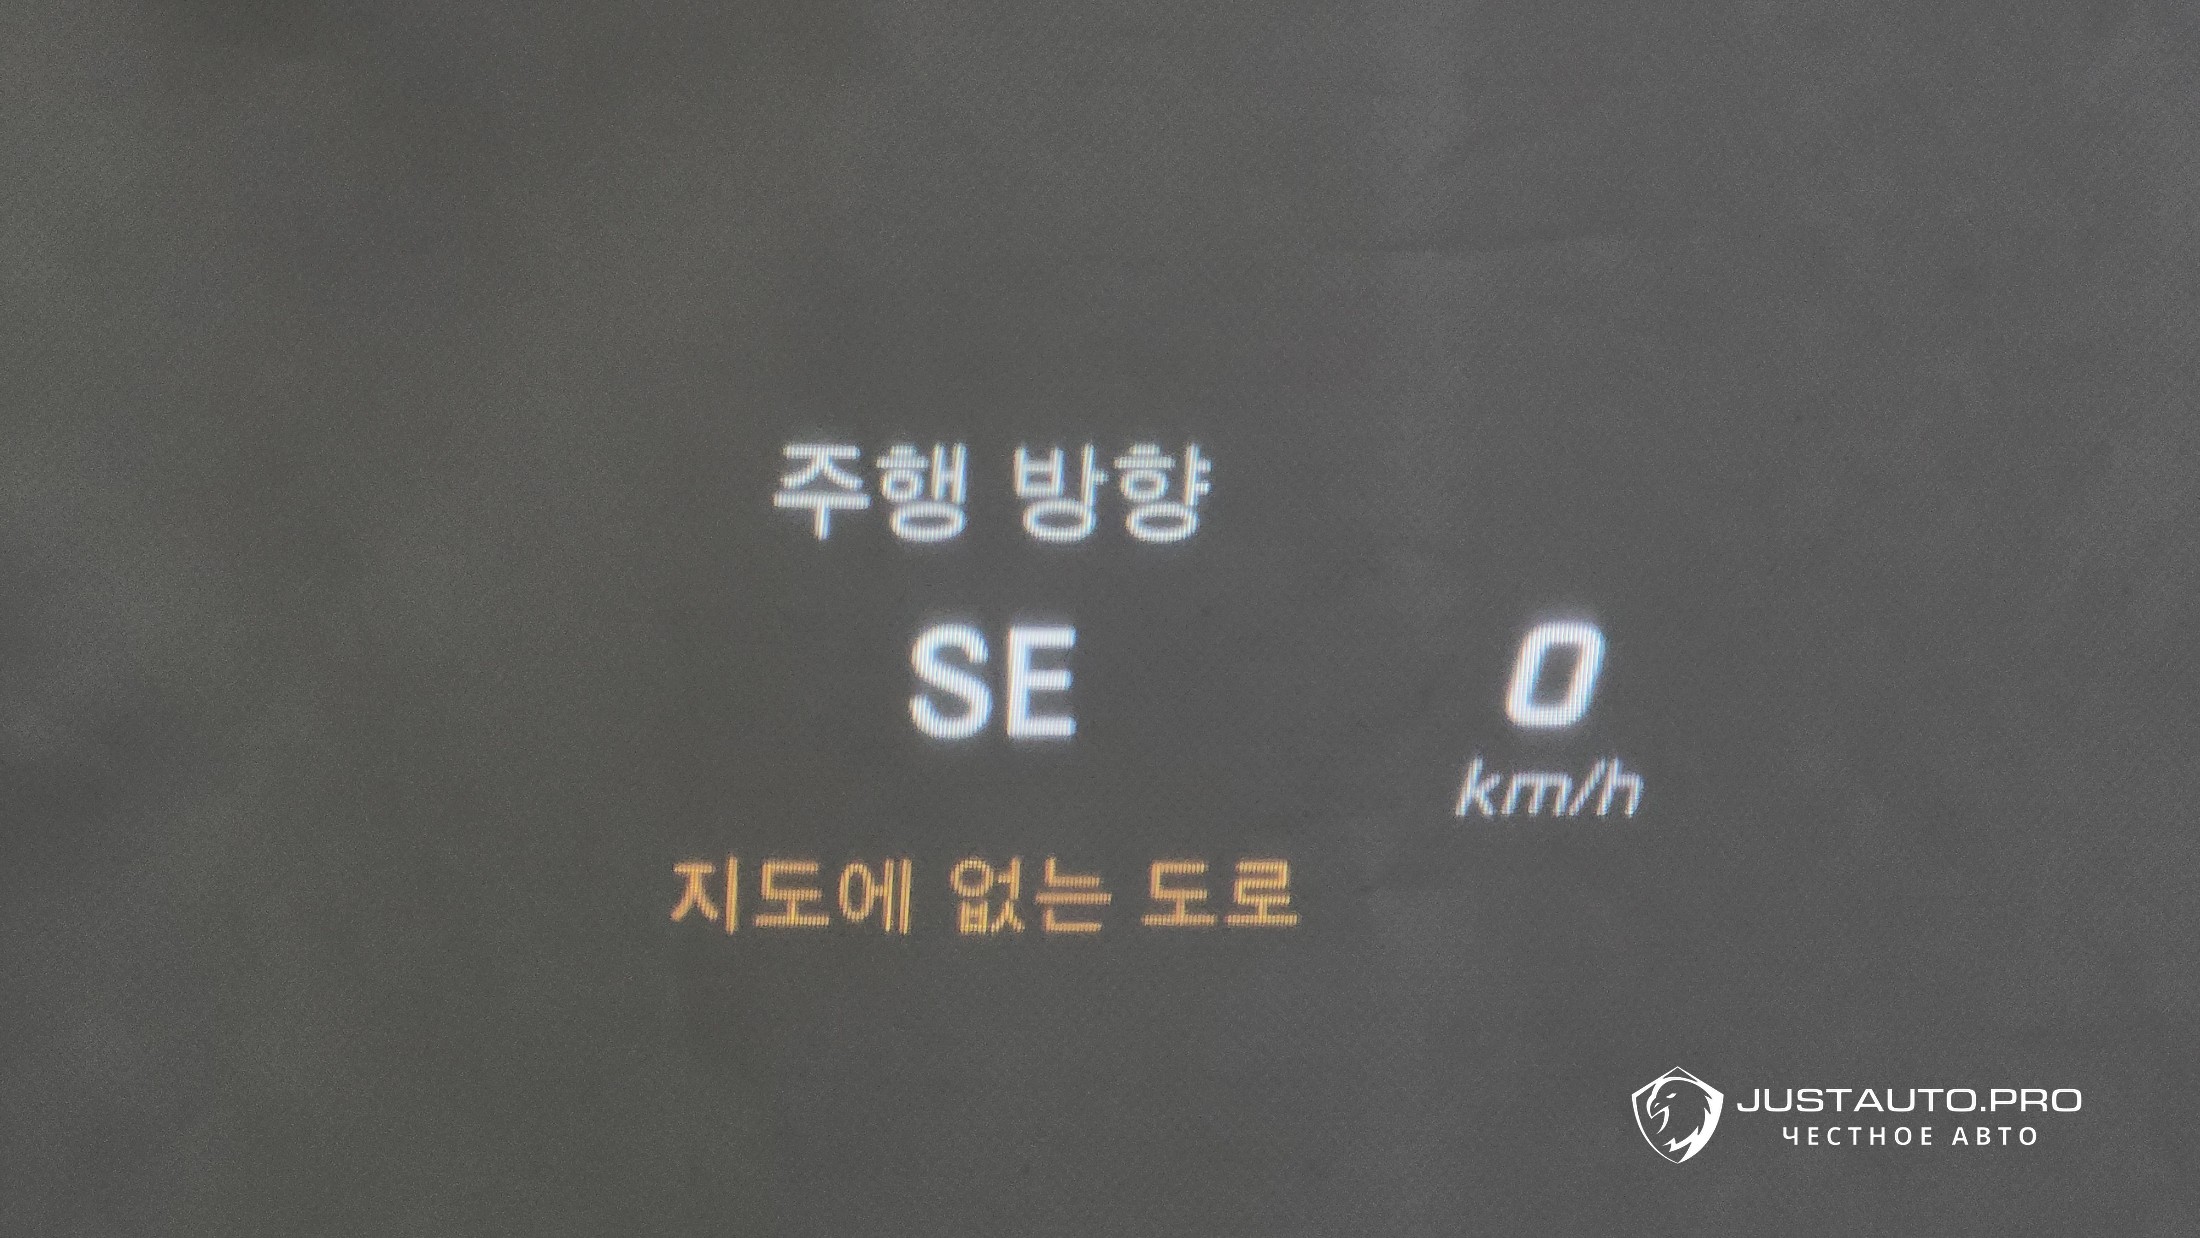 주행 방향
SE
0
km/h
지도에 없는 도로
JUSTAUTO.PRO
ЧЕСТНОЕ АВТО